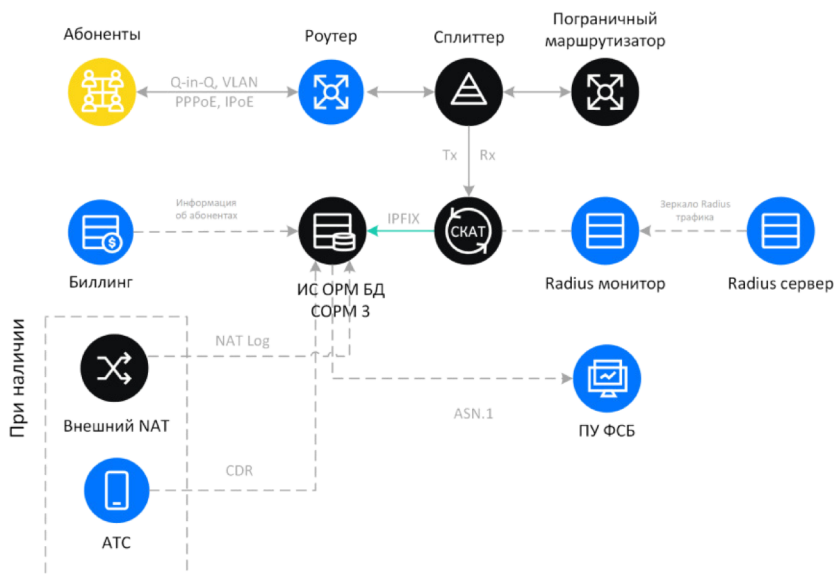 Абоненты
Роутер
Сплиттер
Пограничный
маршрутизатор
Q-in-Q, VLAN
PPPoE, IPoE
Tx
Rx
Информация
об абонентах
IPFIX
СКАТ
Зеркало Radius
трафика
Биллинг
ИС ОРМ БД
СОРМ 3
Radius монитор
Radius сервер
При наличии
NAT Log
Внешний NAT
ASN.1
ПУ ФСБ
CDR
АТС